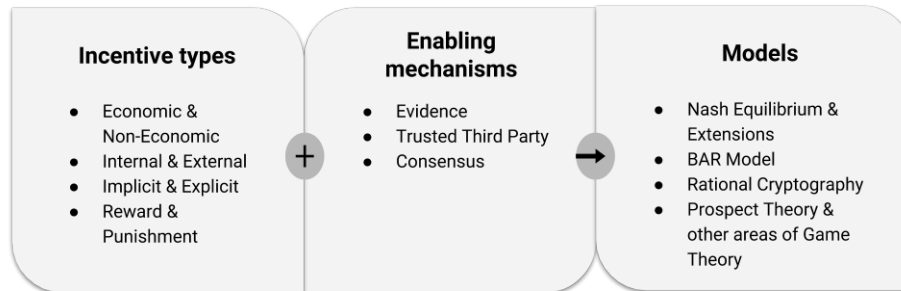 Incentive types
● Economic &
Non-Economic
● Internal & External
● Implicit & Explicit
● Reward &
Punishment
+
Enabling
mechanisms
● Evidence
● Trusted Third Party
● Consensus
→
Models
● Nash Equilibrium &
Extensions
● BAR Model
● Rational Cryptography
● Prospect Theory &
other areas of Game
Theory